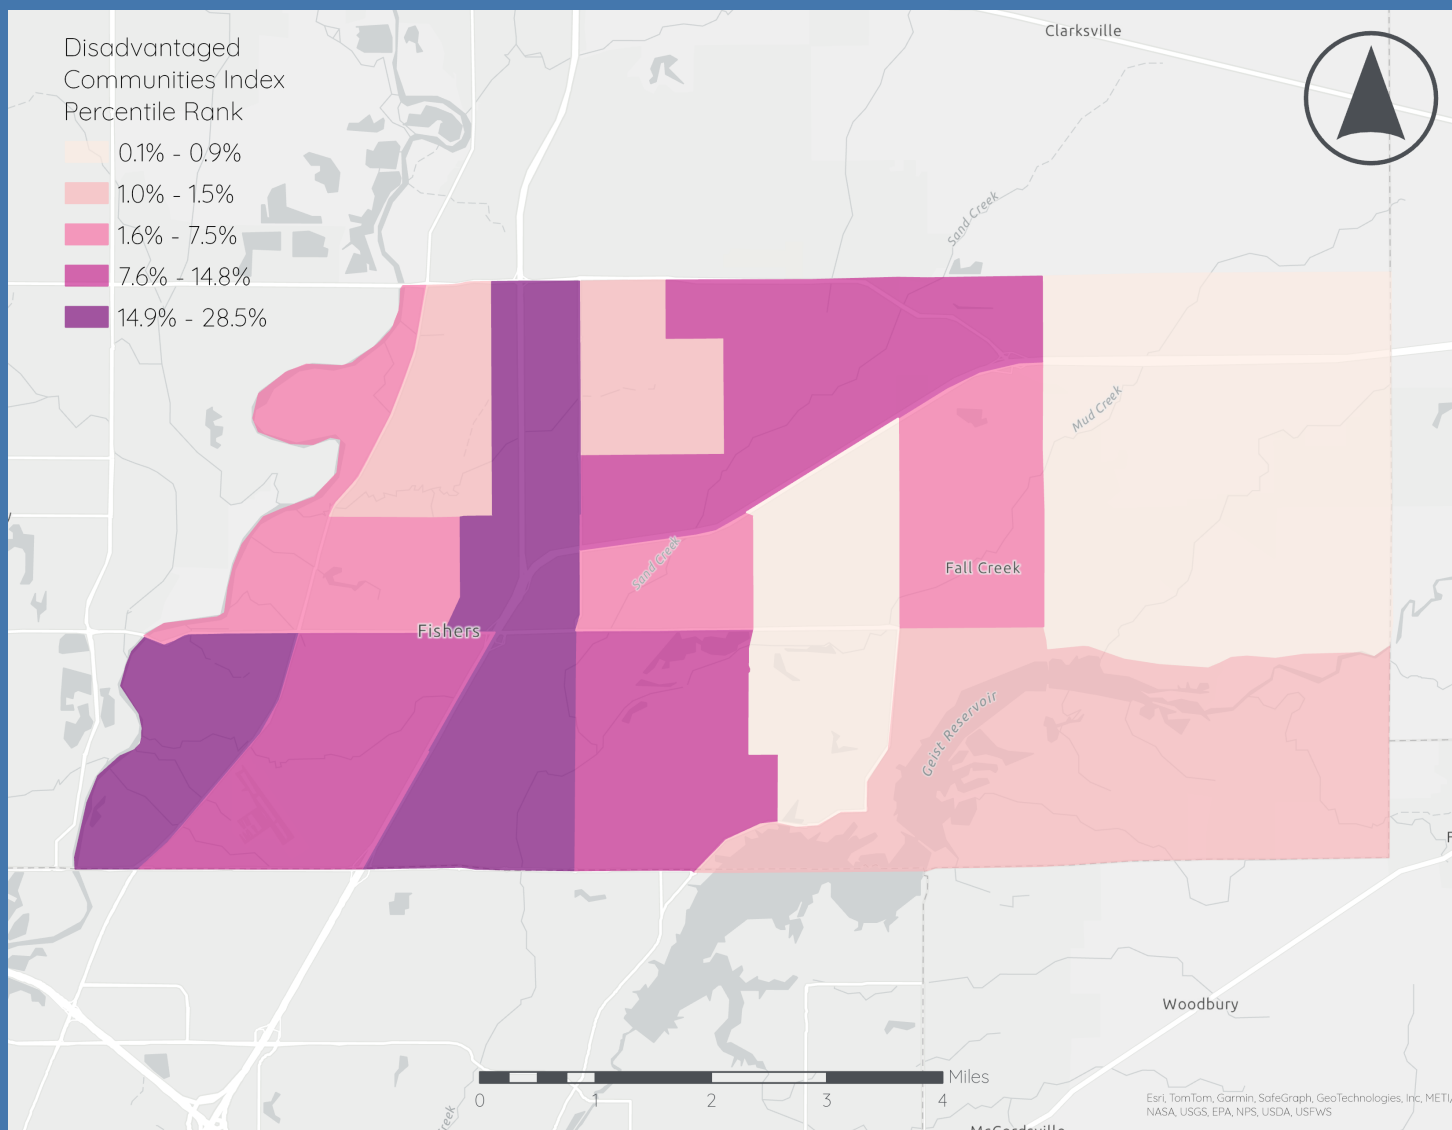 Disadvantaged
Communities Index
Percentile Rank
0.1% - 0.9%
1.0% - 1.5%
1.6% - 7.5%
7.6% - 14.8%
14.9% - 28.5%
Clarksville
Sand Creek
Mud Creek
Sand Creek
Fall Creek
Fishers
Geist Reservoir
Woodbury
Miles
0 1 2 3 4
Esri, TomTom, Garmin, SafeGraph, GeoTechnologies, Inc, METI/
NASA, USGS, EPA, NPS, USDA, USFWS